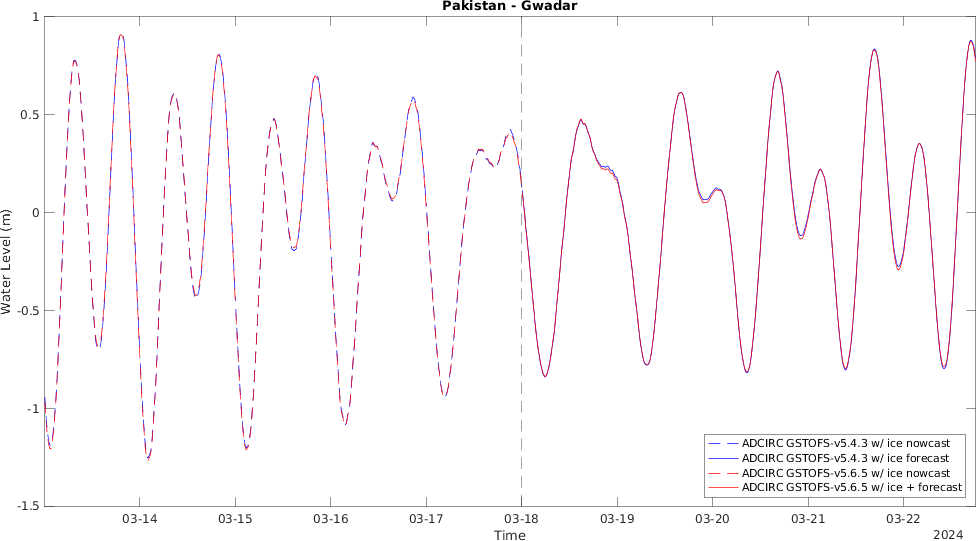 Pakistan - Gwadar
1
0.5
0
-0.5
-1
-1.5
Water Level (m)
ADCIRC GSTOFS-v5.4.3 w/ ice nowcast
ADCIRC GSTOFS-v5.4.3 w/ ice forecast
ADCIRC GSTOFS-v5.6.5 w/ ice nowcast
ADCIRC GSTOFS-v5.6.5 w/ ice + forecast
03-14 03-15 03-16 03-17 03-18 03-19 03-20 03-21 03-22
Time
2024